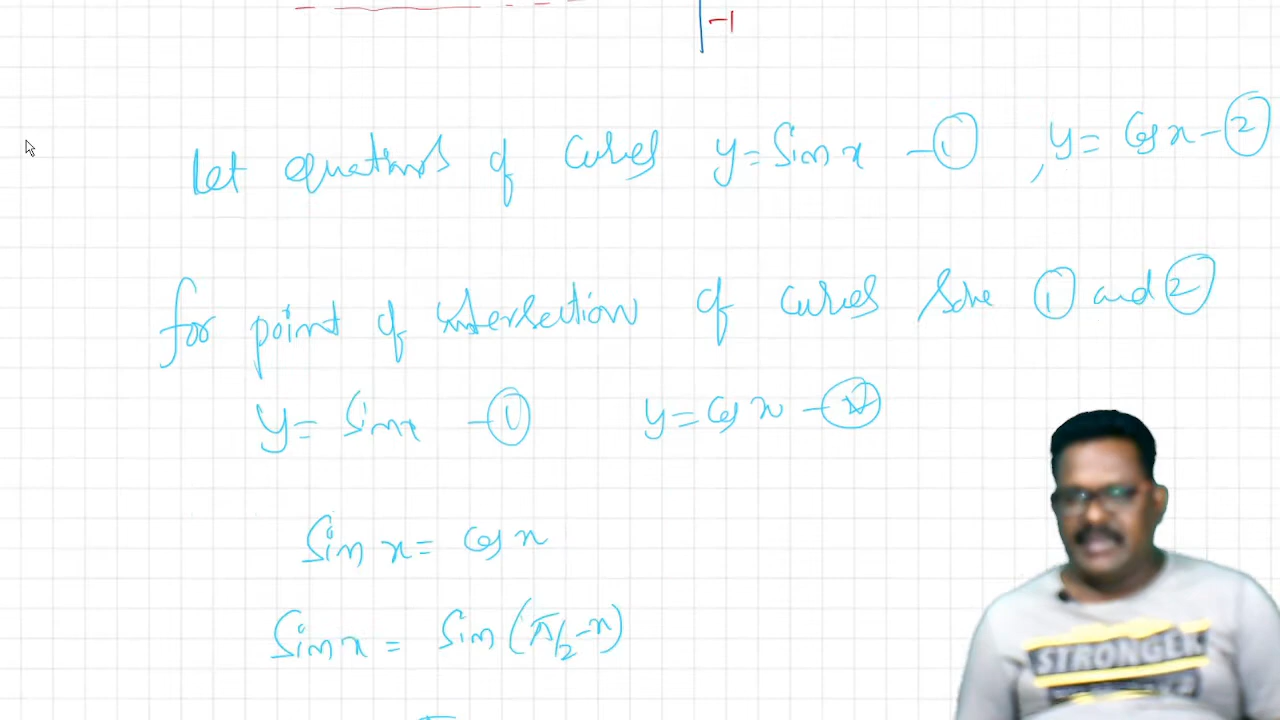 -1
Let equations of curves y = Sin x - ① , y = Cos x - ②
for point of intersection of curves solve ① and ②
y = Sin x - ① y = cos x - ②
Sin x = cos x
Sin x = Sin (π/2 - x)
STRONGER